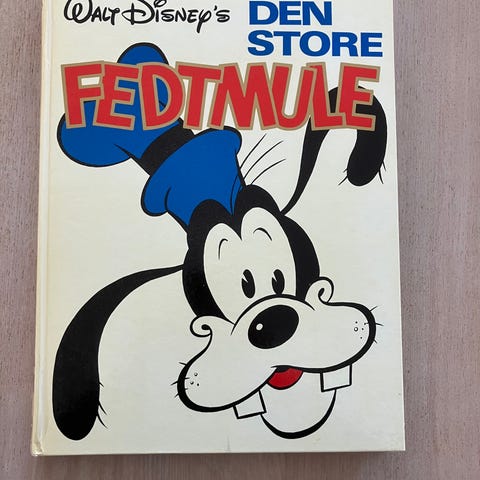 Walt Disney's
DEN
STORE
FEDTMULE